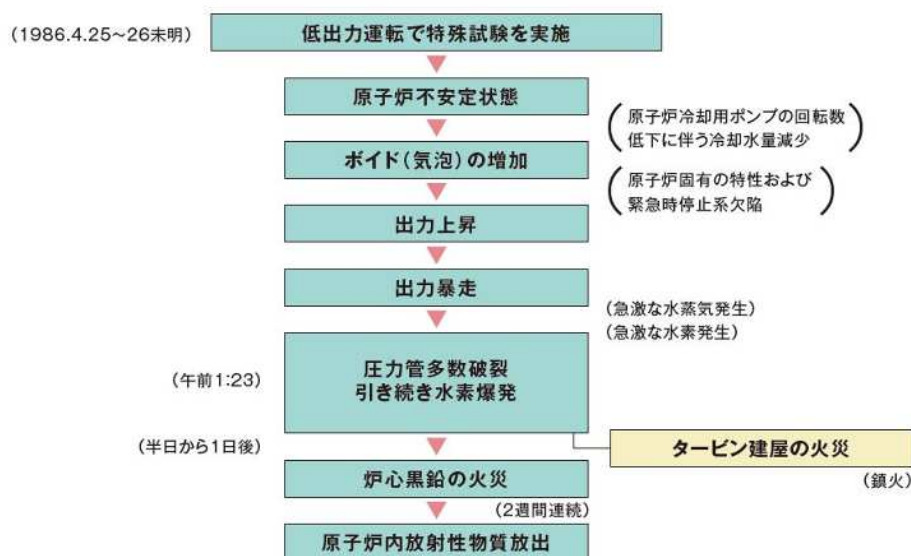 (1986.4.25〜26未明)
低出力運転で特殊試験を実施
原子炉不安定状態
(原子炉冷却用ポンプの回転数
低下に伴う冷却水量減少)
ボイド(気泡)の増加
(原子炉固有の特性および
緊急時停止系欠陥)
出力上昇
出力暴走
(急激な水蒸気発生)
(急激な水素発生)
(午前1:23)
圧力管多数破裂
引き続き水素爆発
(半日から1日後)
タービン建屋の火災
(鎮火)
炉心黒鉛の火災
(2週間連続)
原子炉内放射性物質放出